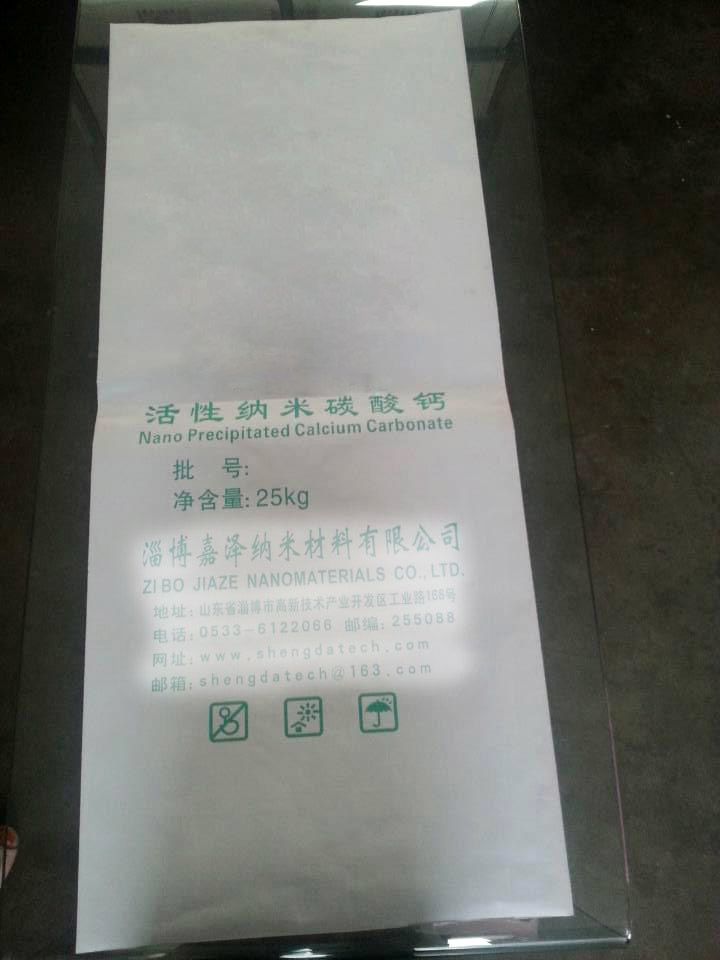 活性纳米碳酸钙
Nano Precipitated Calcium Carbonate
批 号:
净含量: 25kg
淄博嘉泽纳米材料有限公司
ZI BO JIAZE NANOMATERIALS CO., LTD.
地址: 山东省淄博市高新技术产业开发区工业路168号
电话: 0533-6122066 邮编: 255088
网址: www.shengdatech.com
邮箱: shengdatech@163.com